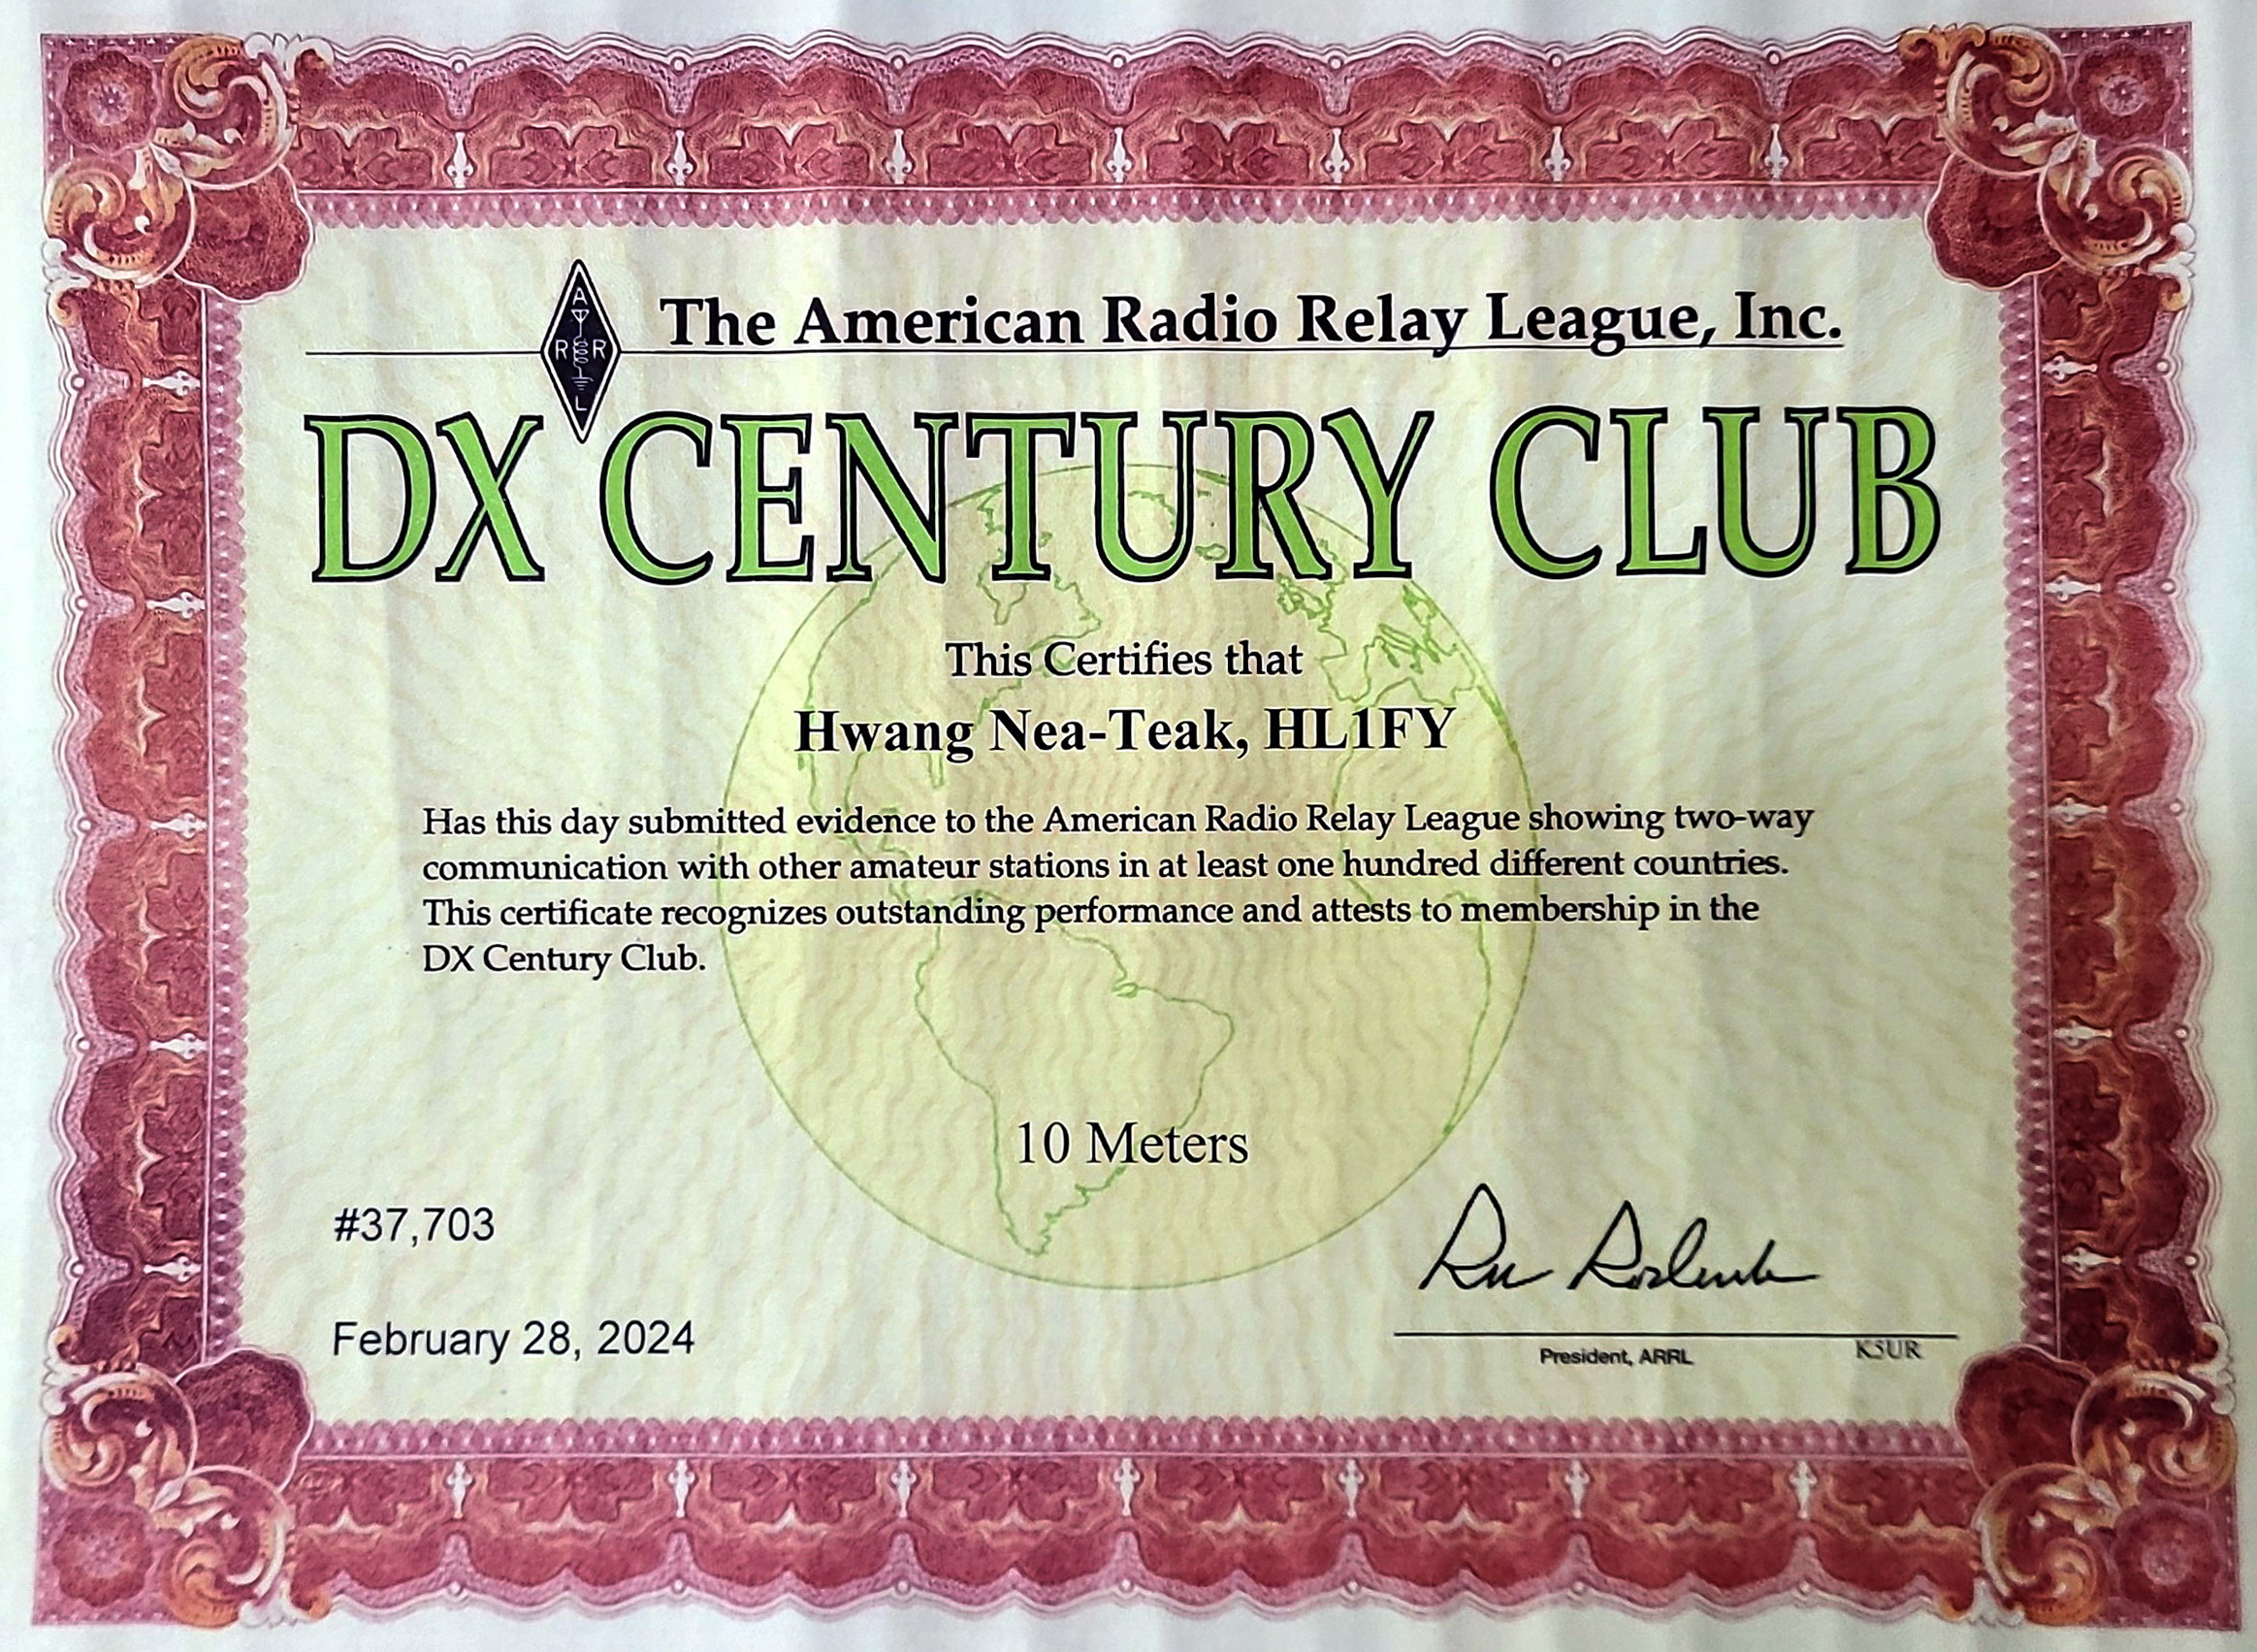 A
R R
L
The American Radio Relay League, Inc.
DX CENTURY CLUB
This Certifies that
Hwang Nea-Teak, HL1FY
Has this day submitted evidence to the American Radio Relay League showing two-way
communication with other amateur stations in at least one hundred different countries.
This certificate recognizes outstanding performance and attests to membership in the
DX Century Club.
10 Meters
#37,703
February 28, 2024
President, ARRL K5UR